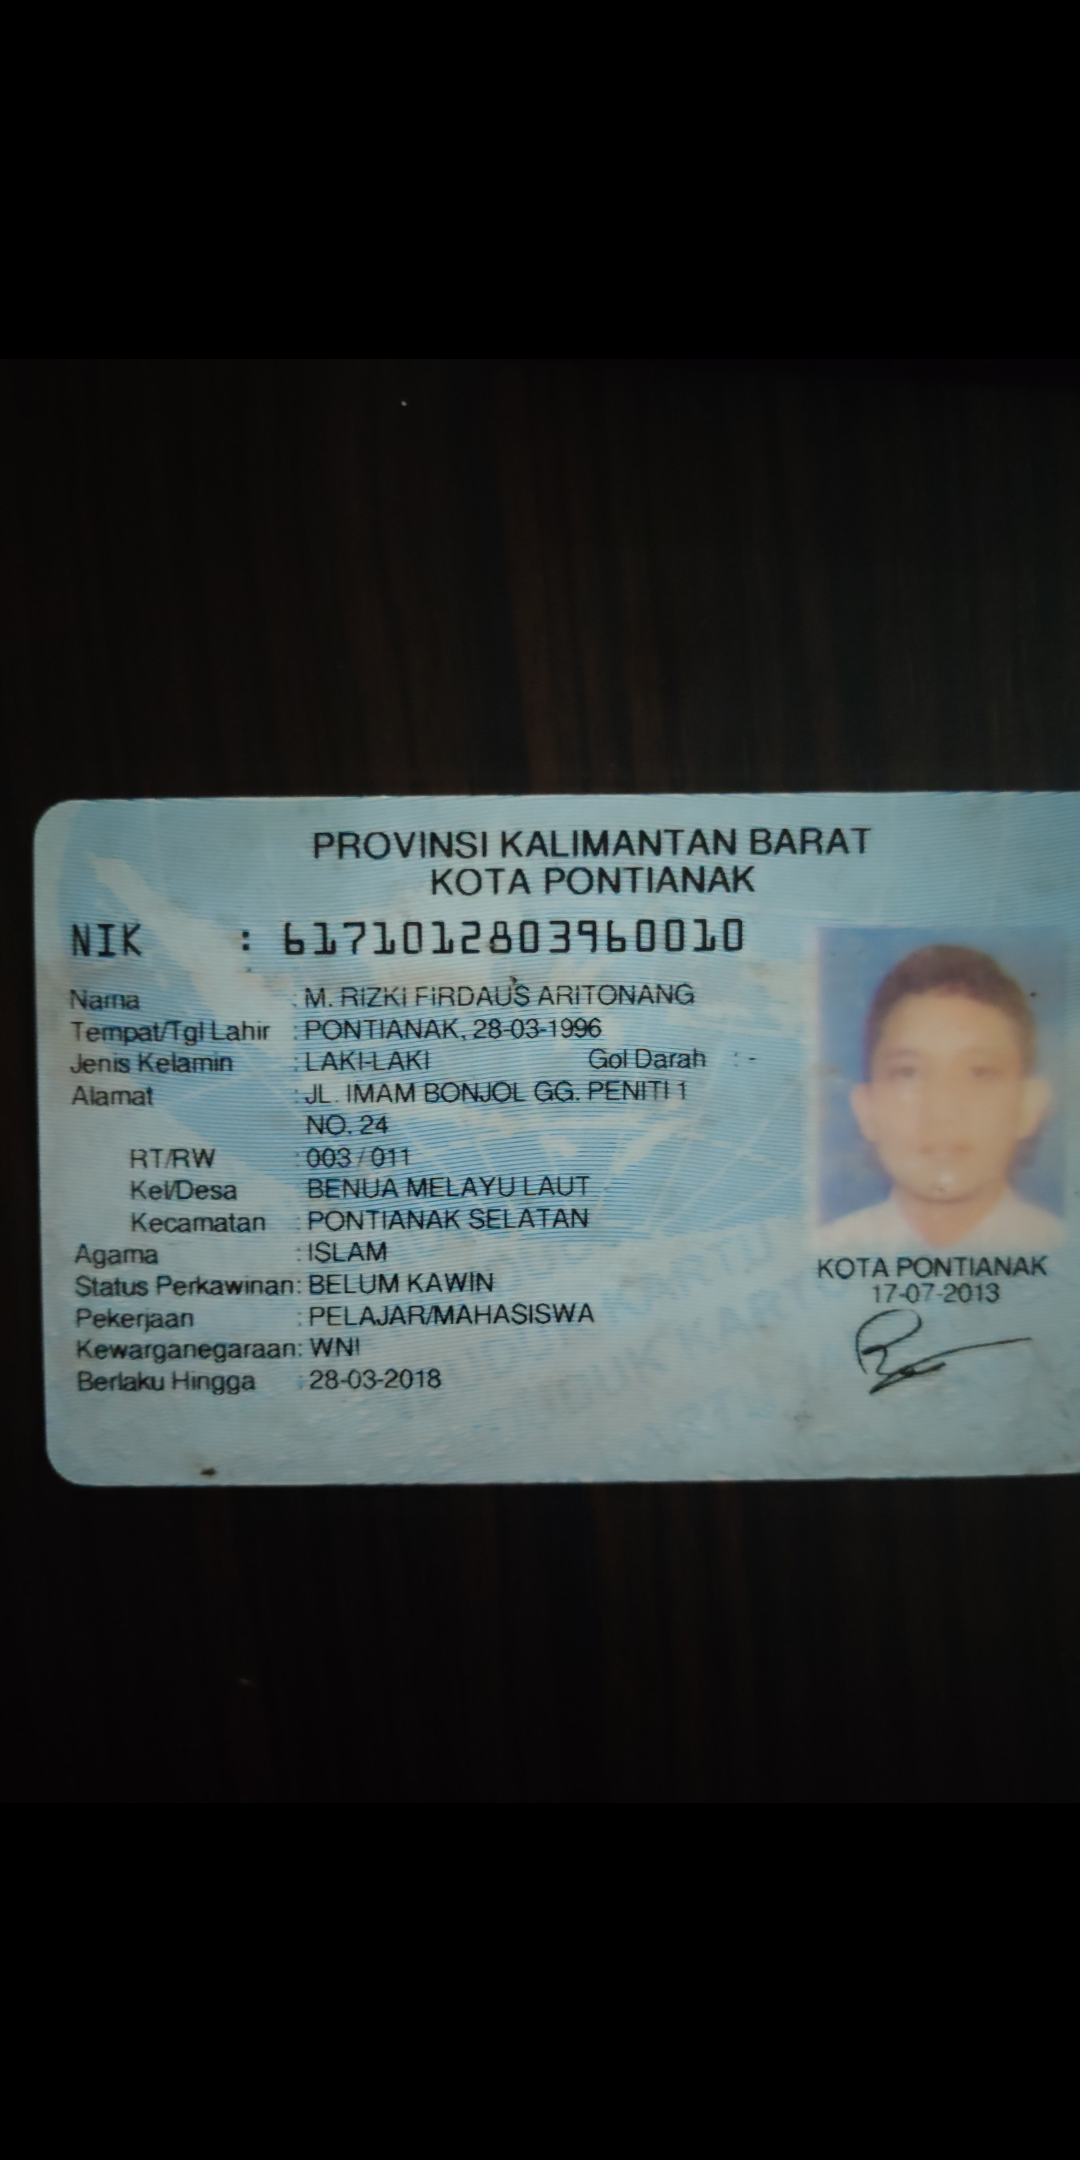 PROVINSI KALIMANTAN BARAT
KOTA PONTIANAK
NIK : 6171012803960010
Nama : M. RIZKI FIRDAUS ARITONANG
Tempat/Tgl Lahir : PONTIANAK, 28-03-1996
Jenis Kelamin : LAKI-LAKI Gol Darah : -
Alamat : JL. IMAM BONJOL GG. PENITI 1
NO. 24
RT/RW : 003 / 011
Kel/Desa BENUA MELAYU LAUT
Kecamatan : PONTIANAK SELATAN
Agama : ISLAM
Status Perkawinan: BELUM KAWIN
Pekerjaan : PELAJAR/MAHASISWA
Kewarganegaraan: WNI
Berlaku Hingga : 28-03-2018
KOTA PONTIANAK
17-07-2013